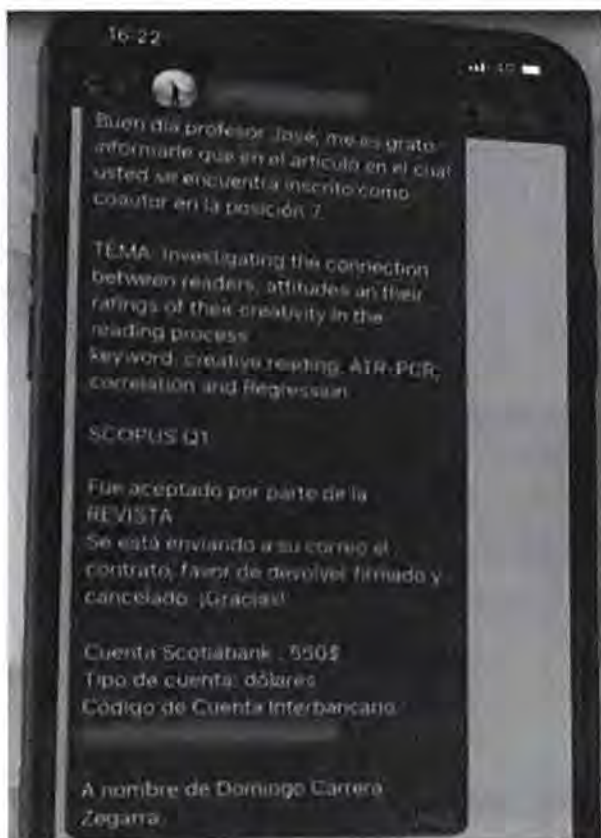 16:22
Buen día profesor José, me es grato
informarle que en el artículo en el cual
usted se encuentra inscrito como
coautor en la posición 7
TEMA: Investigating the connection
between readers, attitudes an their
ratings of their creativity in the
reading process
keyword: creative reading, AIR-PCR,
correlation and Regression
SCOPUS Q1
Fue aceptado por parte de la
REVISTA
Se está enviando a su correo el
contrato, favor de devolver firmado y
cancelado. ¡Gracias!
Cuenta Scotiabank : 550$
Tipo de cuenta: dólares
Código de Cuenta Interbancario
A nombre de Domingo Carrera
Zegarra